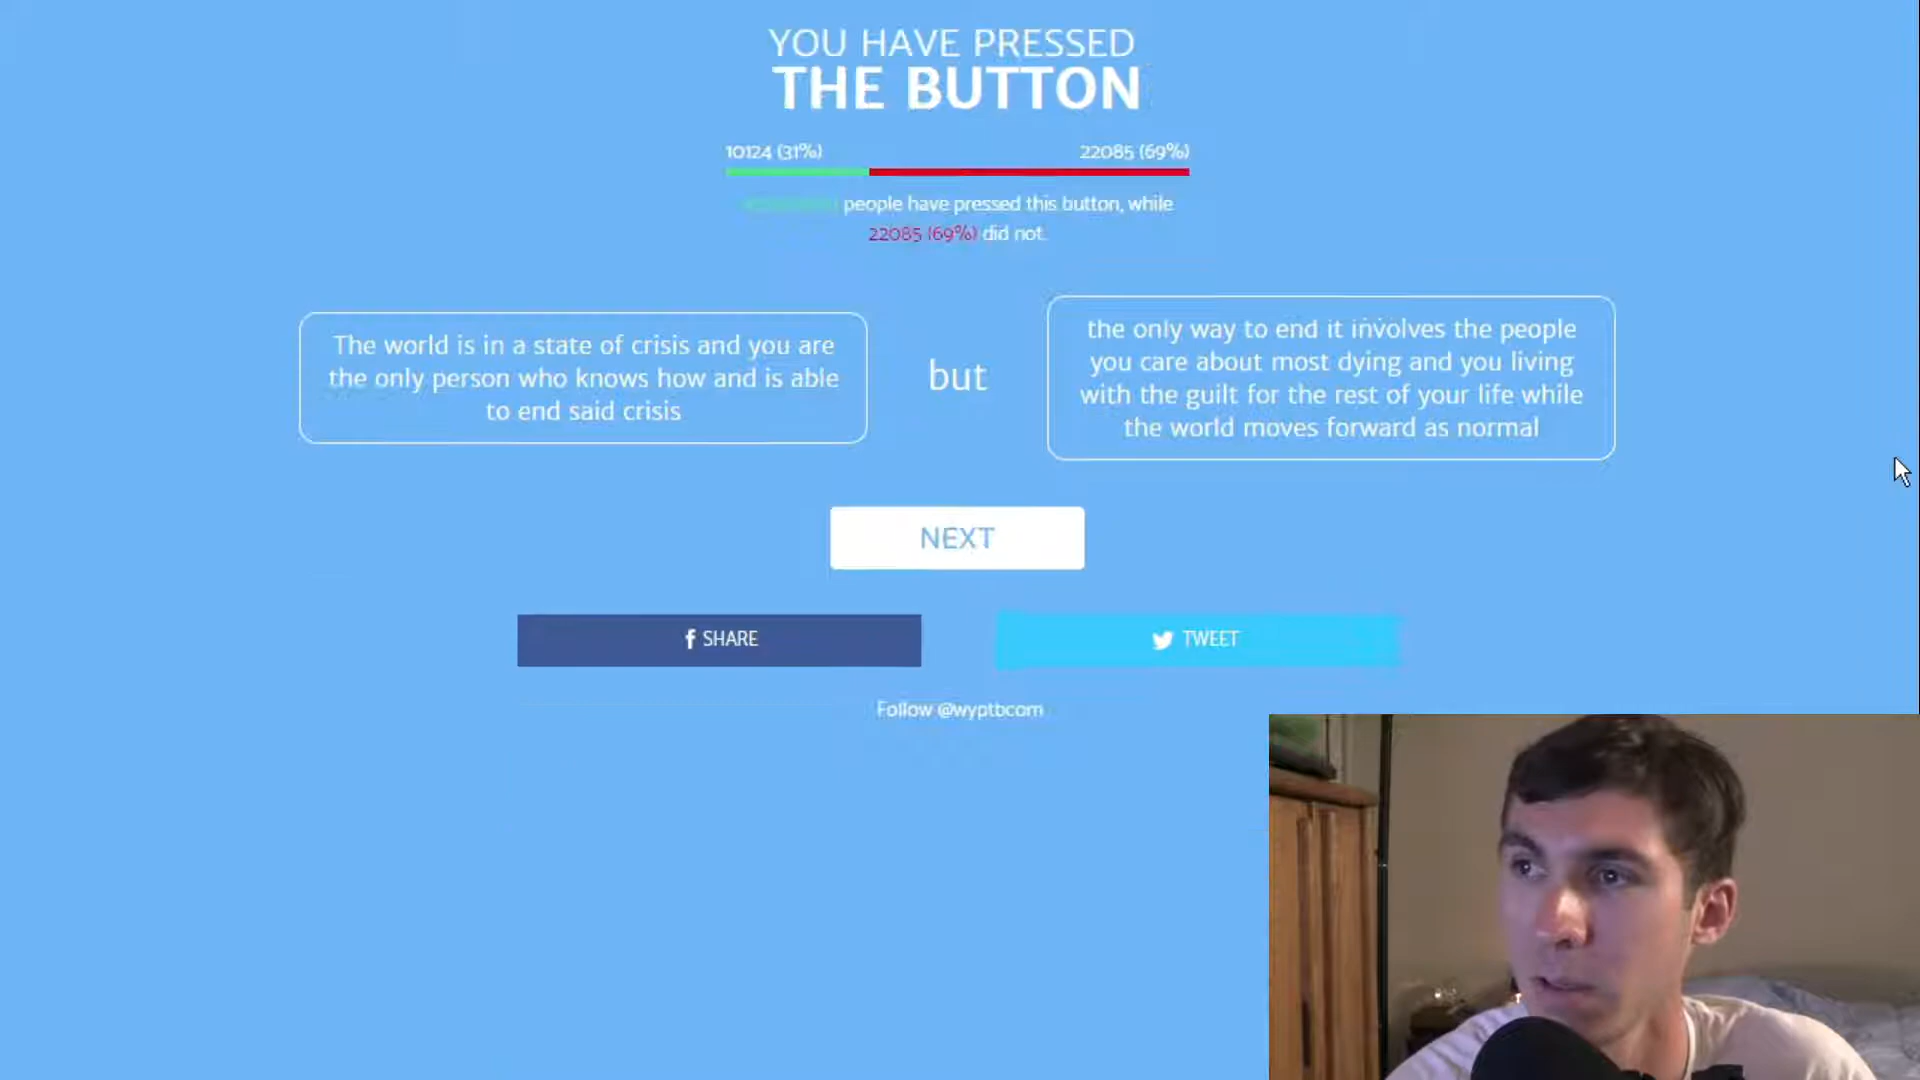 YOU HAVE PRESSED
THE BUTTON
10124 (31%) 22085 (69%)
people have pressed this button, while
22085 (69%) did not.
The world is in a state of crisis and you are
the only person who knows how and is able
to end said crisis
but
the only way to end it involves the people
you care about most dying and you living
with the guilt for the rest of your life while
the world moves forward as normal
NEXT
f SHARE
TWEET
Follow @wyptbcom